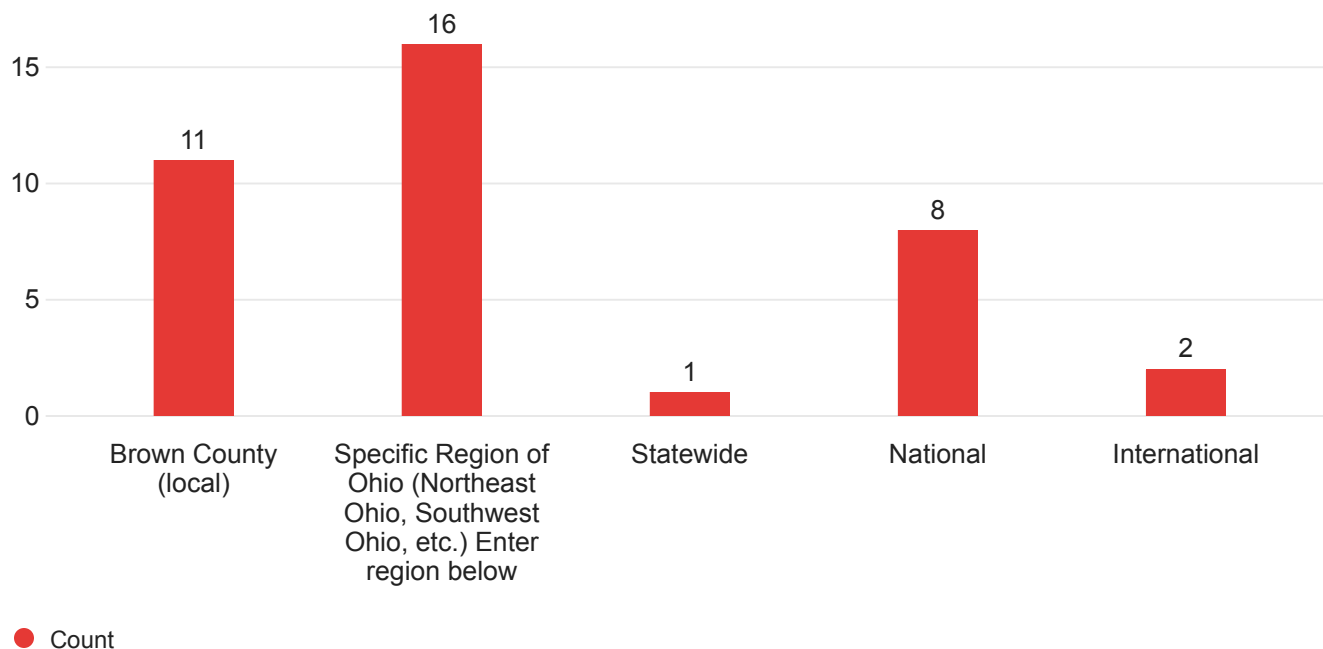 16
15
11
10
8
5
2
1
0
Brown County
(local)
Specific Region of
Ohio (Northeast
Ohio, Southwest
Ohio, etc.) Enter
region below
Statewide
National
International
Count